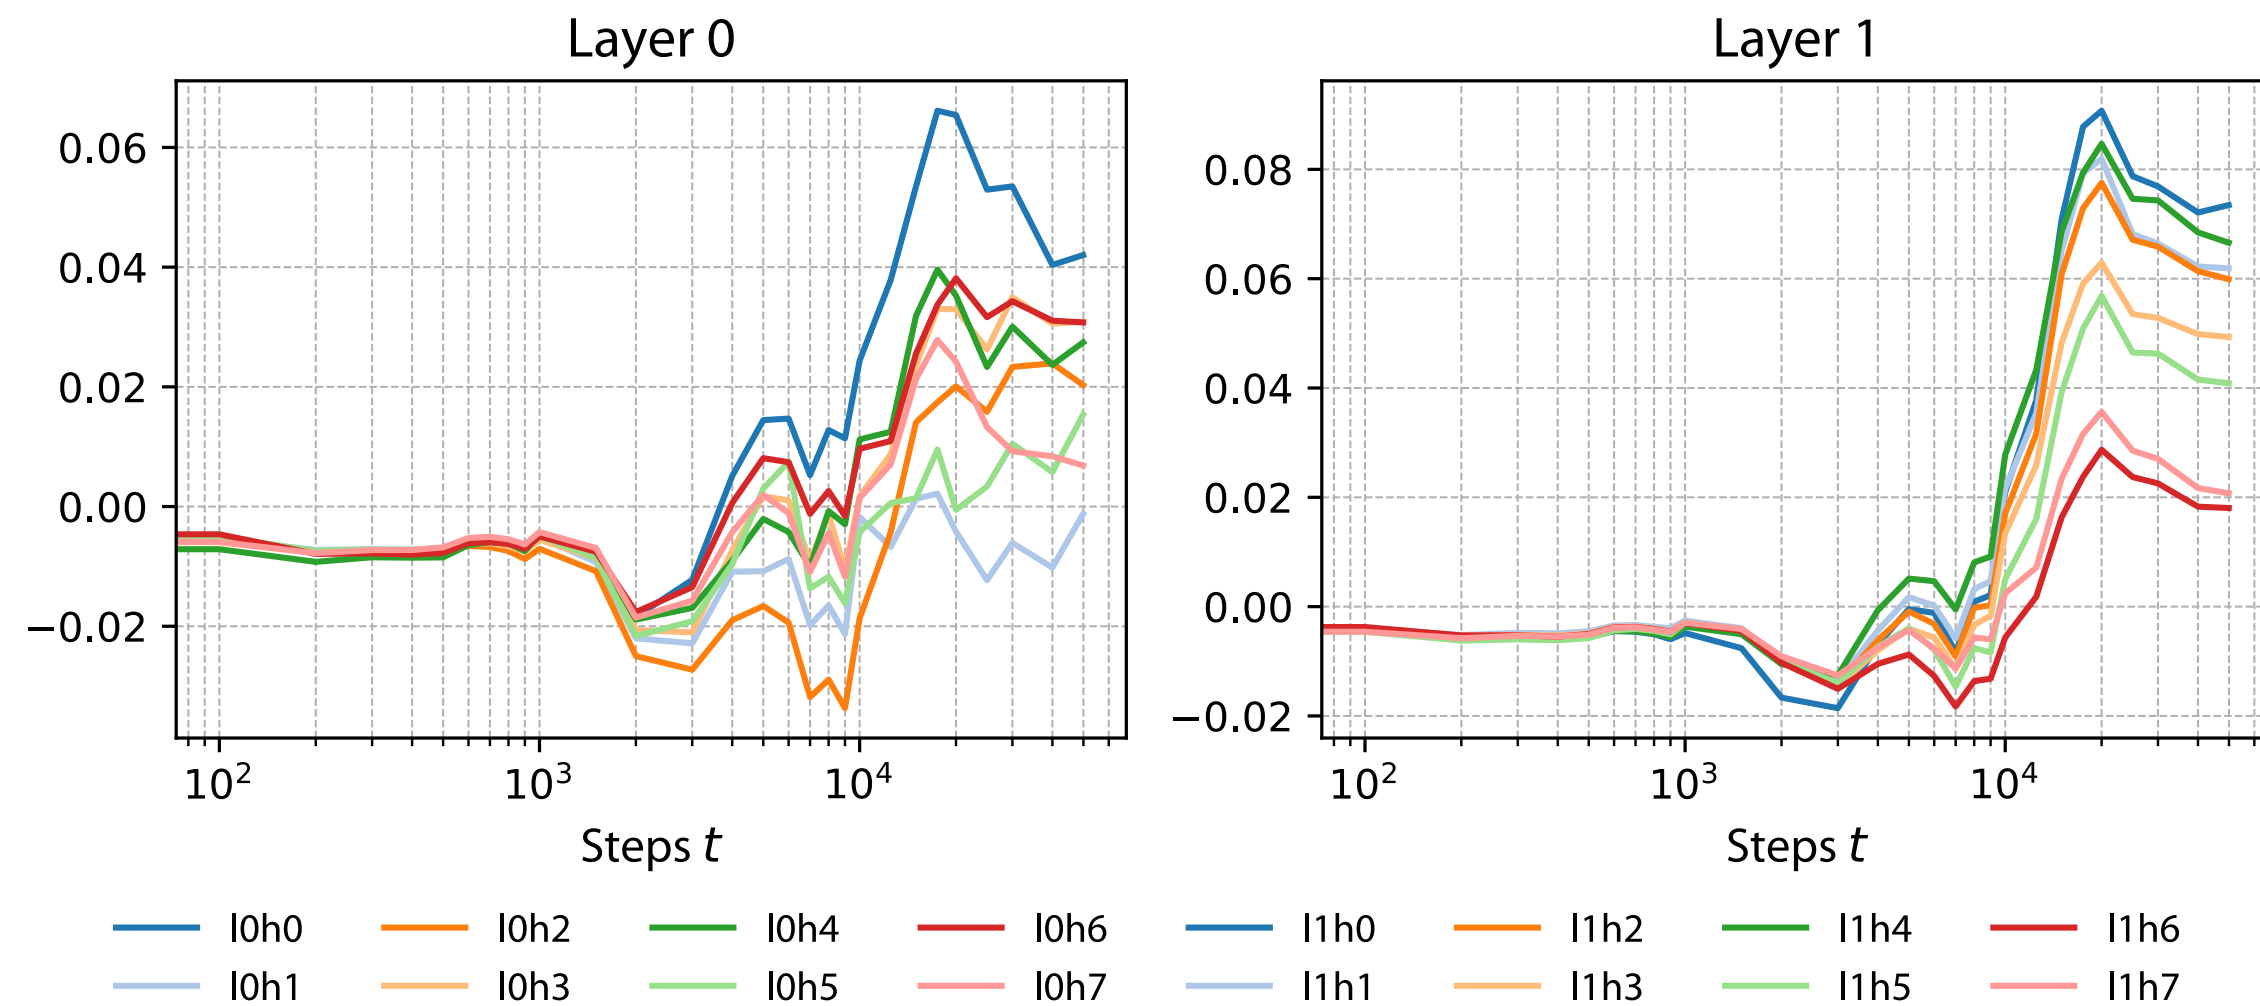 Layer 0
0.06
0.04
0.02
0.00
−0.02
10² 10³ 10⁴
Steps t
Layer 1
0.08
0.06
0.04
0.02
0.00
−0.02
10² 10³ 10⁴
Steps t
l0h0 l0h2 l0h4 l0h6 l1h0 l1h2 l1h4 l1h6
l0h1 l0h3 l0h5 l0h7 l1h1 l1h3 l1h5 l1h7